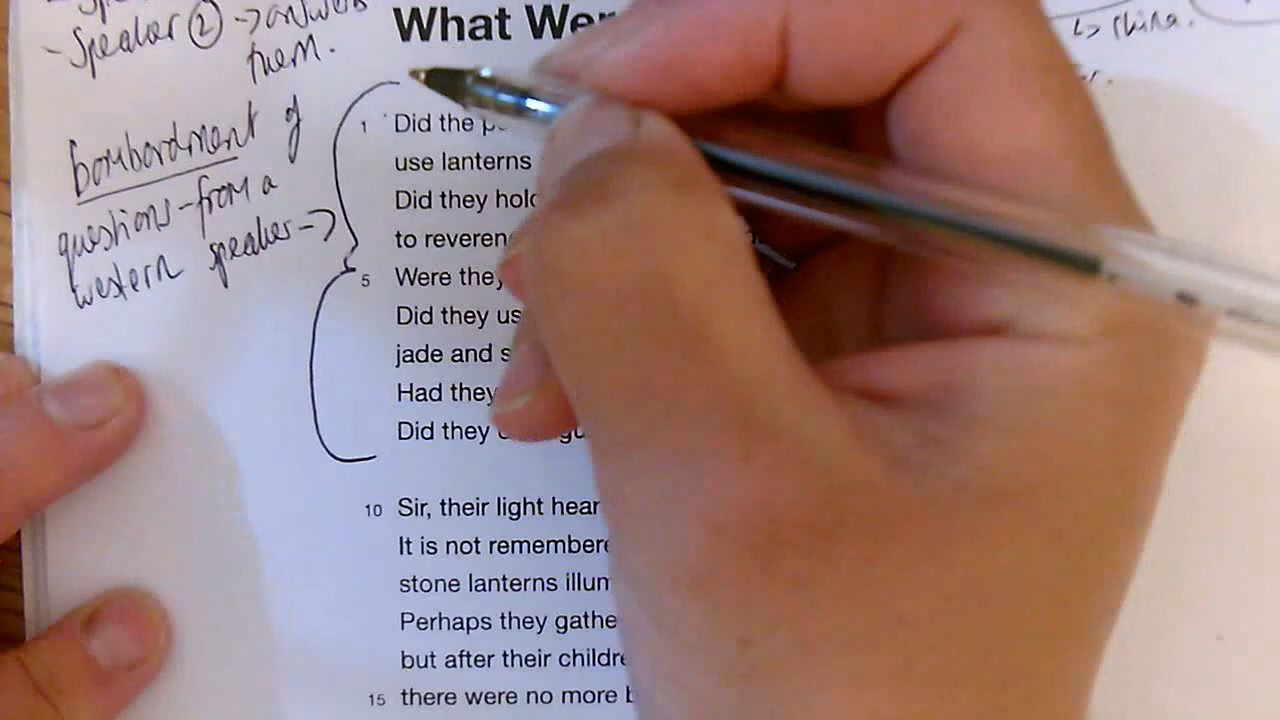 - Speaker ② -> answers
them.
What We
L> China.
bombardment of
questions - from a
western speaker ->
1 Did the p
use lanterns
Did they hold
to reveren
5 Were they
Did they us
jade and s
Had they
Did they
10 Sir, their light hear
It is not remembere
stone lanterns illum
Perhaps they gathe
but after their childre
15 there were no more b